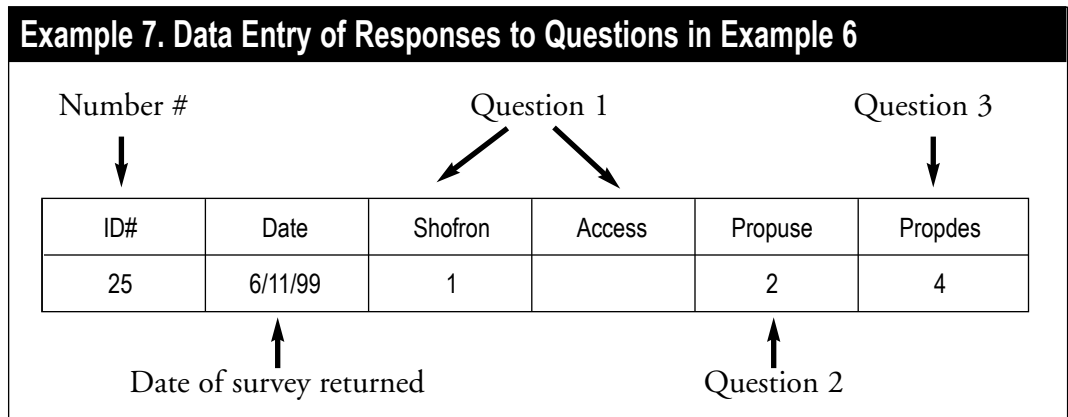 Example 7. Data Entry of Responses to Questions in Example 6
Number # Question 1 Question 3
ID# Date Shofron Access Propuse Propdes
25 6/11/99 1 2 4
Date of survey returned Question 2